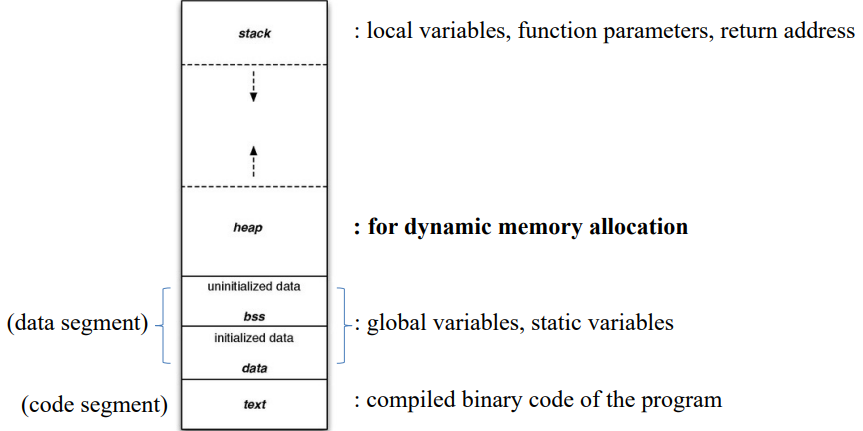 stack
: local variables, function parameters, return address
heap
: for dynamic memory allocation
uninitialized data
bss
(data segment)
: global variables, static variables
initialized data
data
(code segment)
text
: compiled binary code of the program